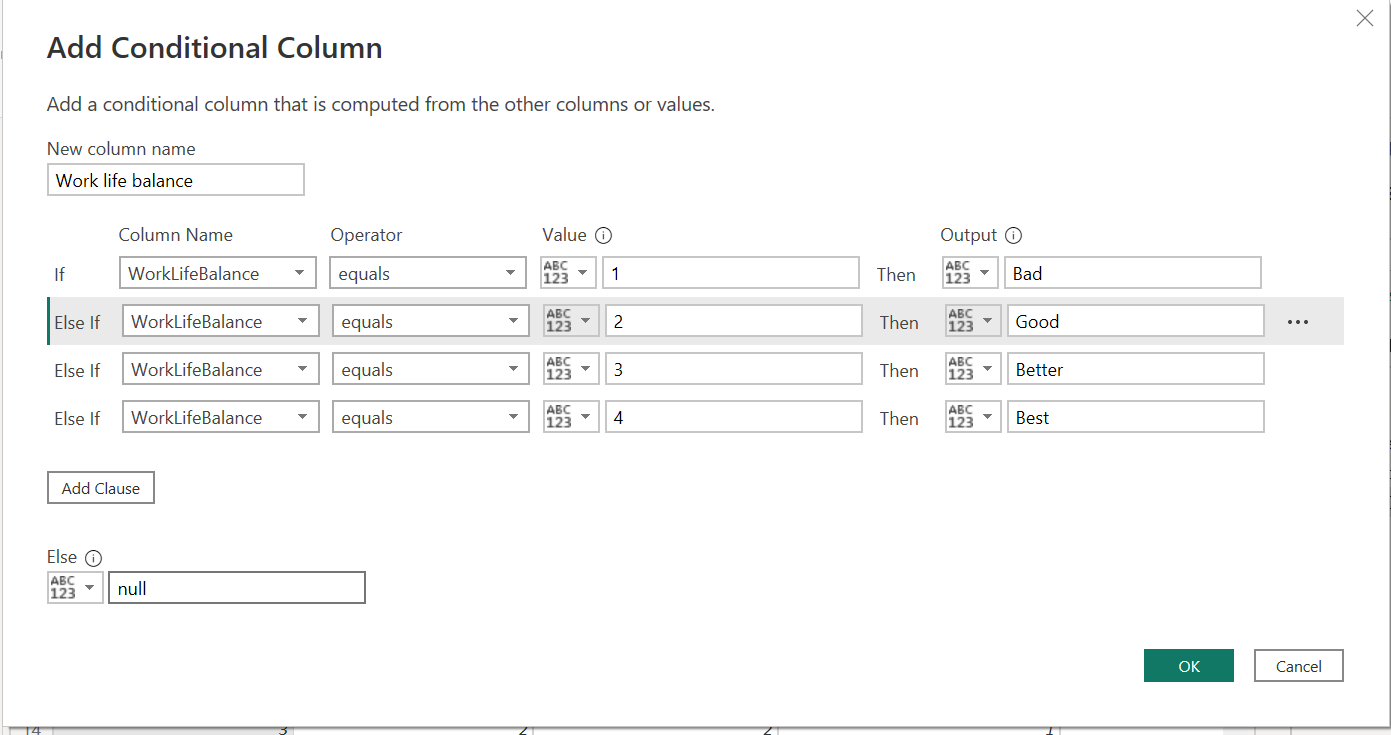 Add Conditional Column
Add a conditional column that is computed from the other columns or values.
New column name
Work life balance
Column Name Operator Value Output
If WorkLifeBalance equals ABC 123 1 Then ABC 123 Bad
Else If WorkLifeBalance equals ABC 123 2 Then ABC 123 Good
Else If WorkLifeBalance equals ABC 123 3 Then ABC 123 Better
Else If WorkLifeBalance equals ABC 123 4 Then ABC 123 Best
Add Clause
Else
ABC 123 null
OK Cancel
14 3 2 2 1